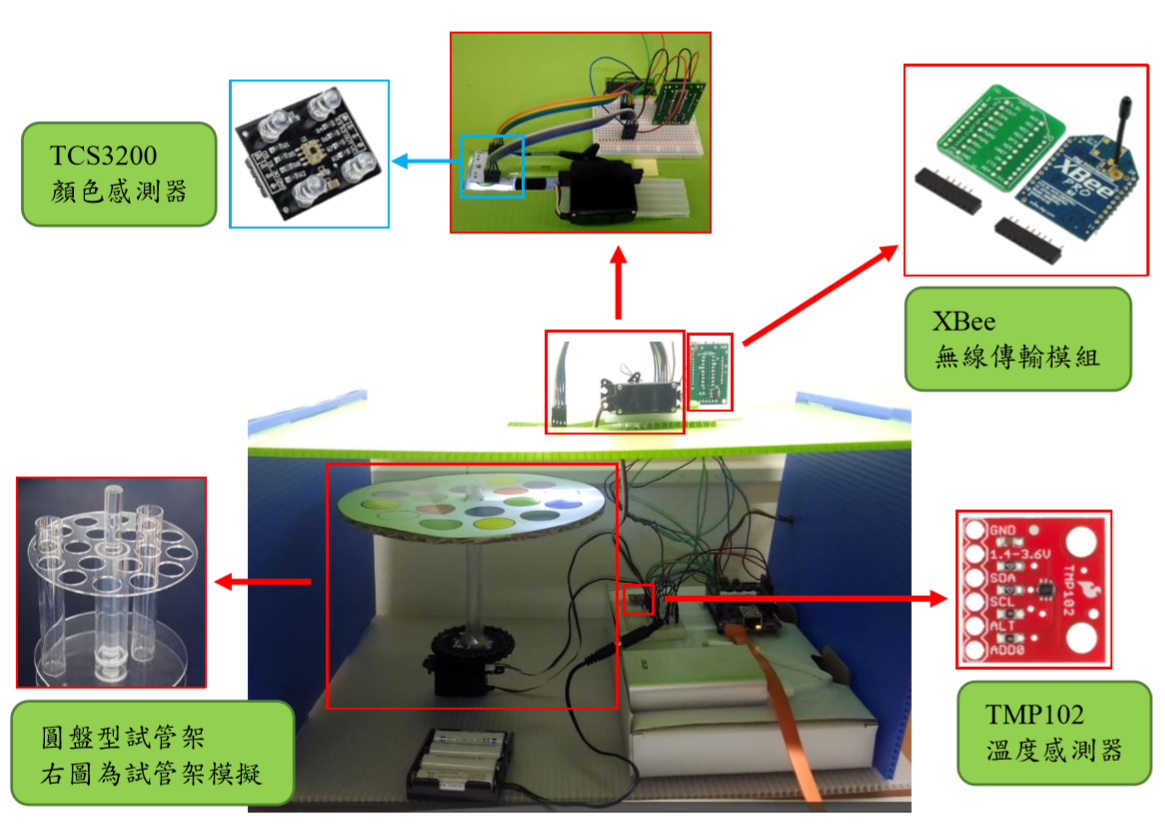 TCS3200
顏色感測器
XBee
PRO
XBee
無線傳輸模組
GND
1.4-3.6V
SDA
SCL
ALT
ADD0
TMP102
圓盤型試管架
右圖為試管架模擬
TMP102
溫度感測器